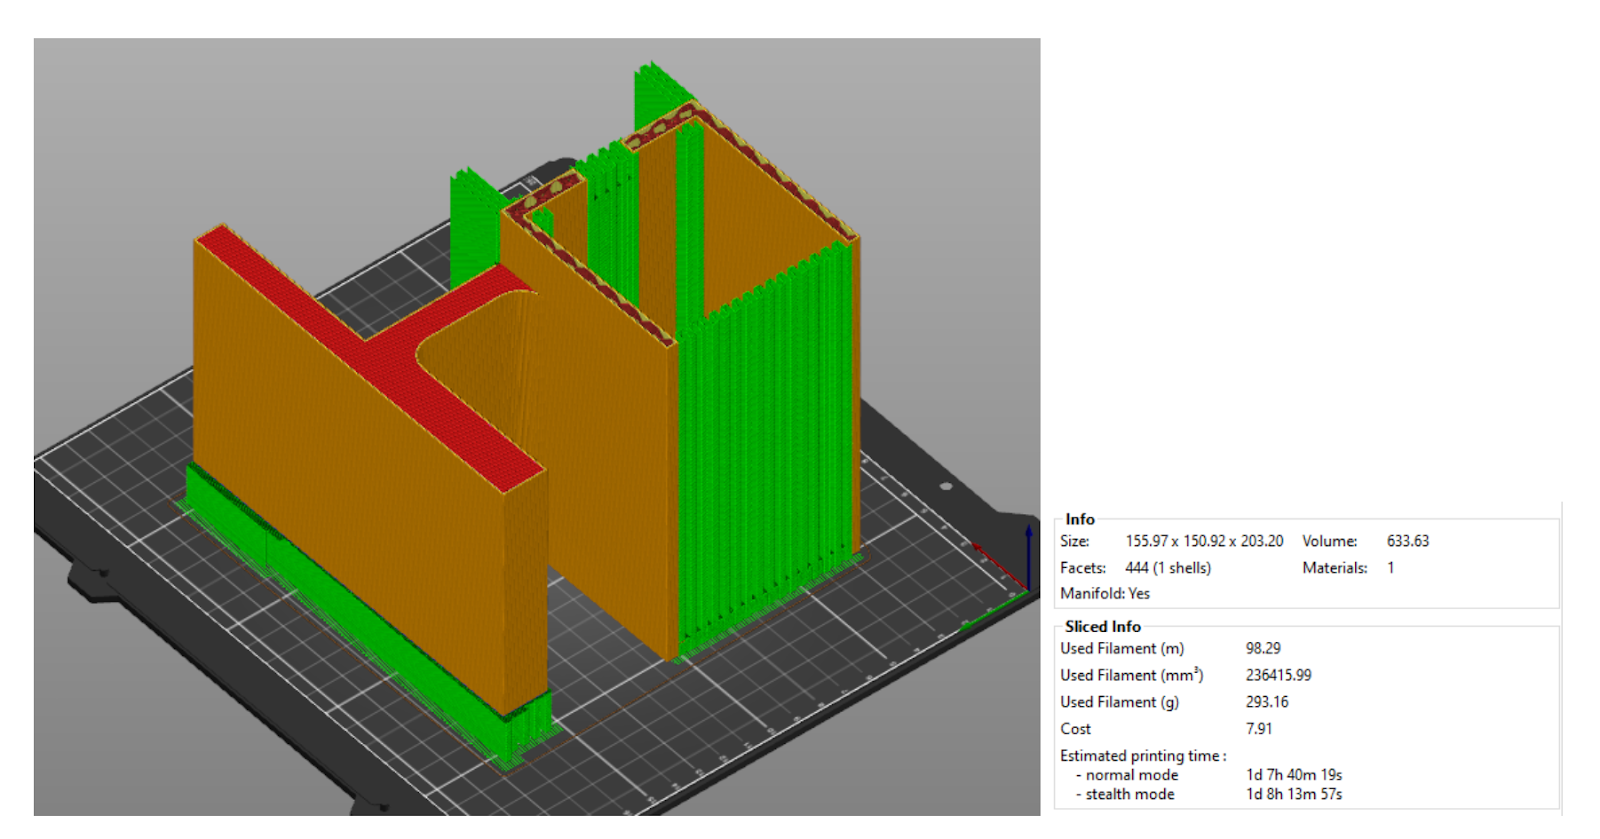 Info
Size: 155.97 x 150.92 x 203.20 Volume: 633.63
Facets: 444 (1 shells) Materials: 1
Manifold: Yes
Sliced Info
Used Filament (m) 98.29
Used Filament (mm³) 236415.99
Used Filament (g) 293.16
Cost 7.91
Estimated printing time :
- normal mode 1d 7h 40m 19s
- stealth mode 1d 8h 13m 57s